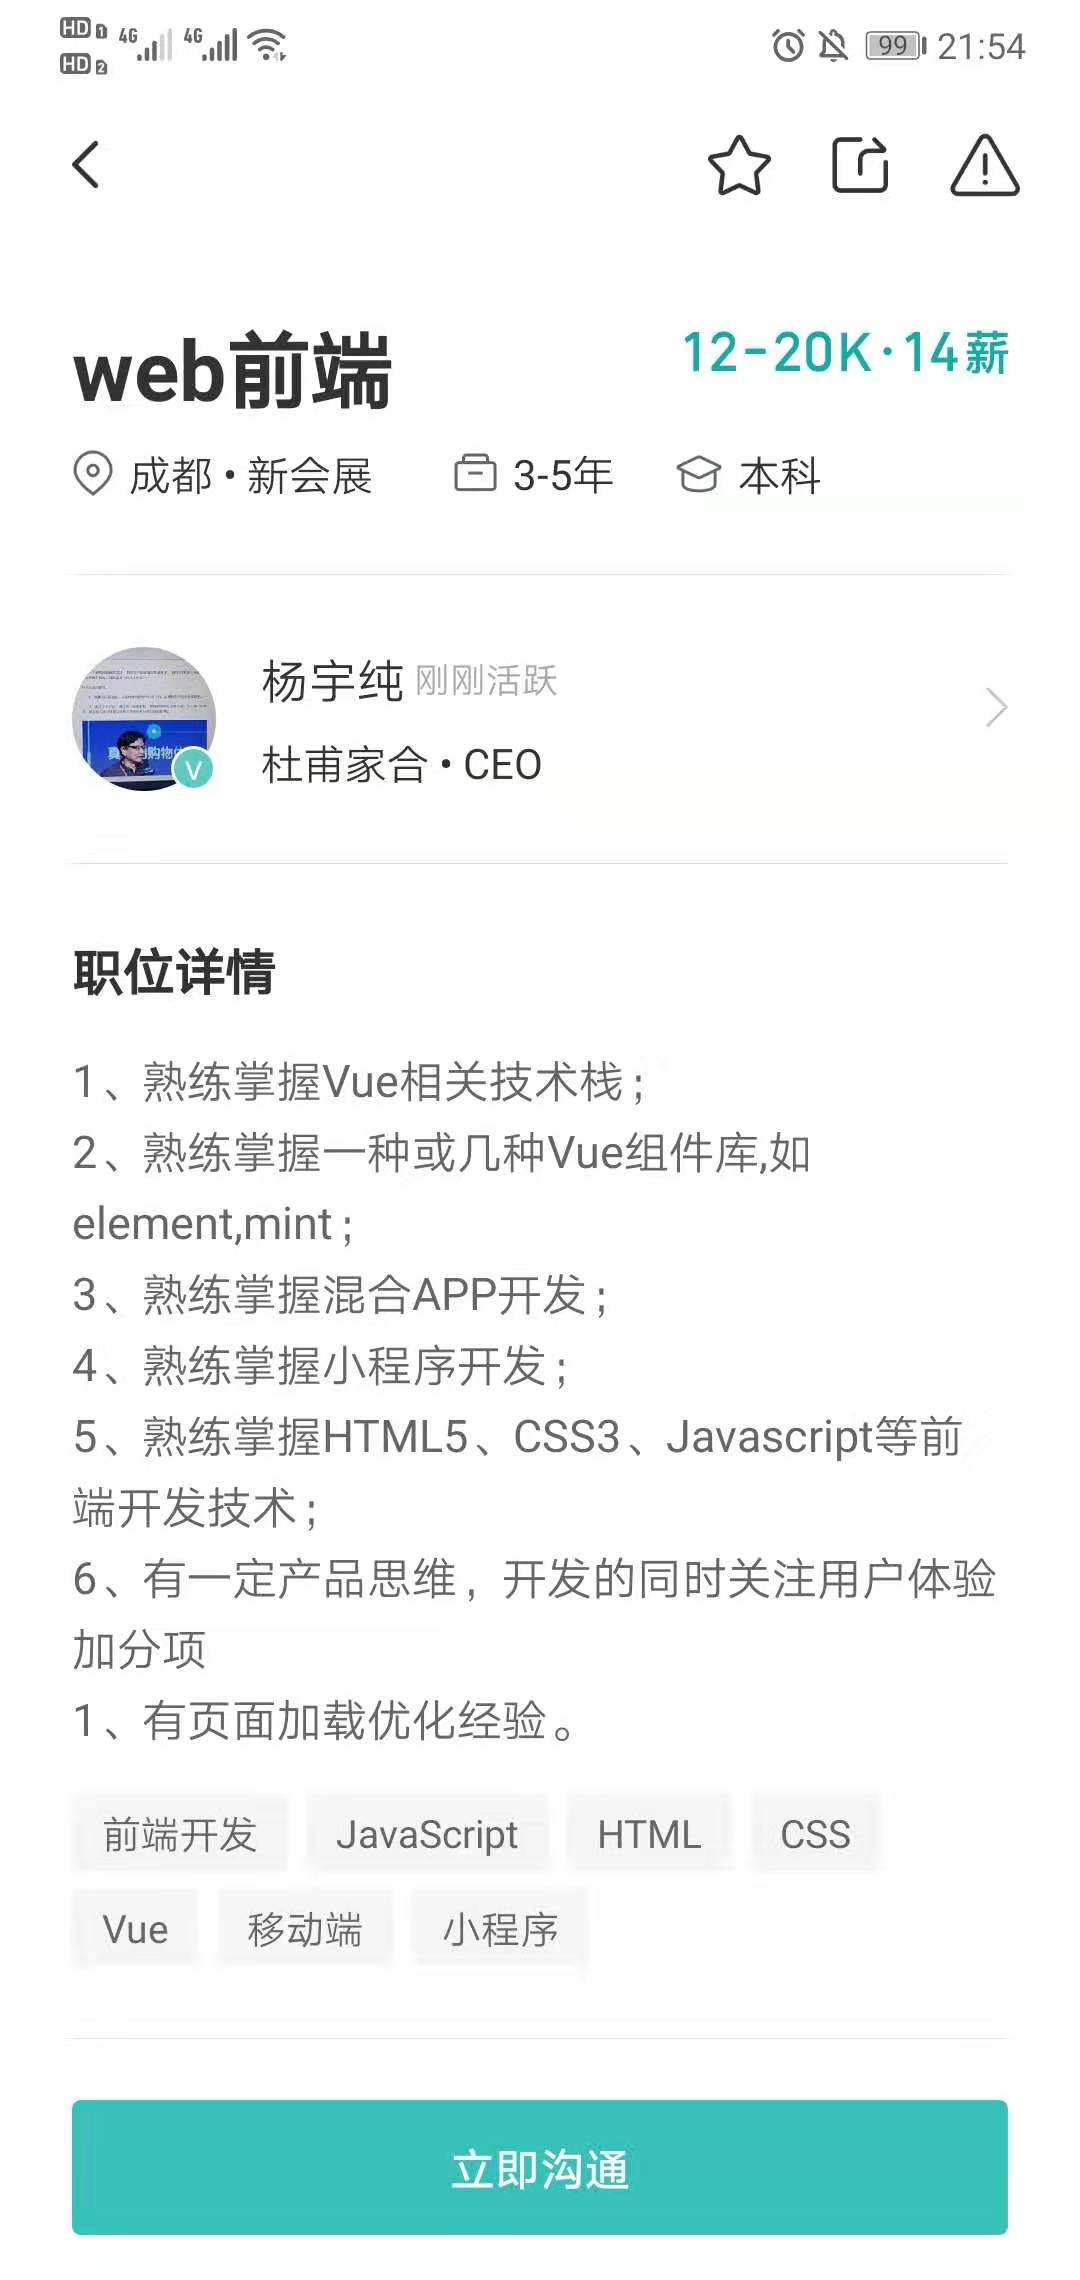 HD 1 4G 4G 99 21:54
HD 2
web前端 12-20K·14薪
成都·新会展 3-5年 本科
杨宇纯 刚刚活跃
杜甫家合·CEO
V
职位详情
1、熟练掌握Vue相关技术栈;
2、熟练掌握一种或几种Vue组件库,如
element,mint;
3、熟练掌握混合APP开发;
4、熟练掌握小程序开发;
5、熟练掌握HTML5、CSS3、Javascript等前
端开发技术;
6、有一定产品思维，开发的同时关注用户体验
加分项
1、有页面加载优化经验。
前端开发 JavaScript HTML CSS
Vue 移动端 小程序
立即沟通